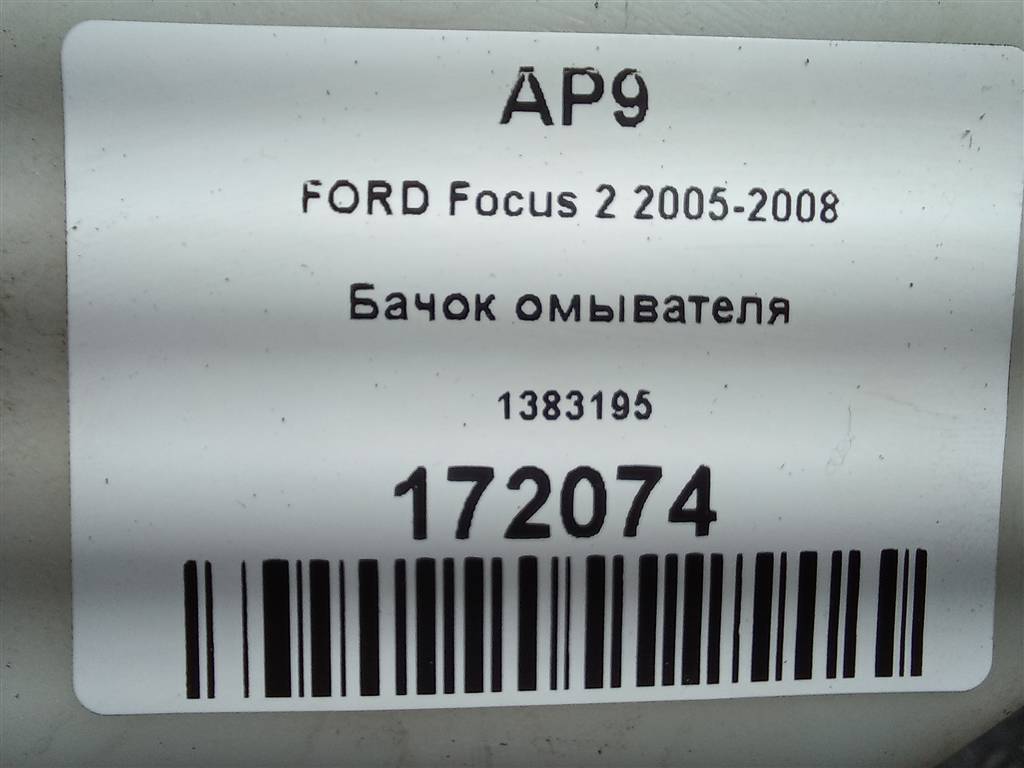 AP9
FORD Focus 2 2005-2008
Бачок омывателя
1383195
172074